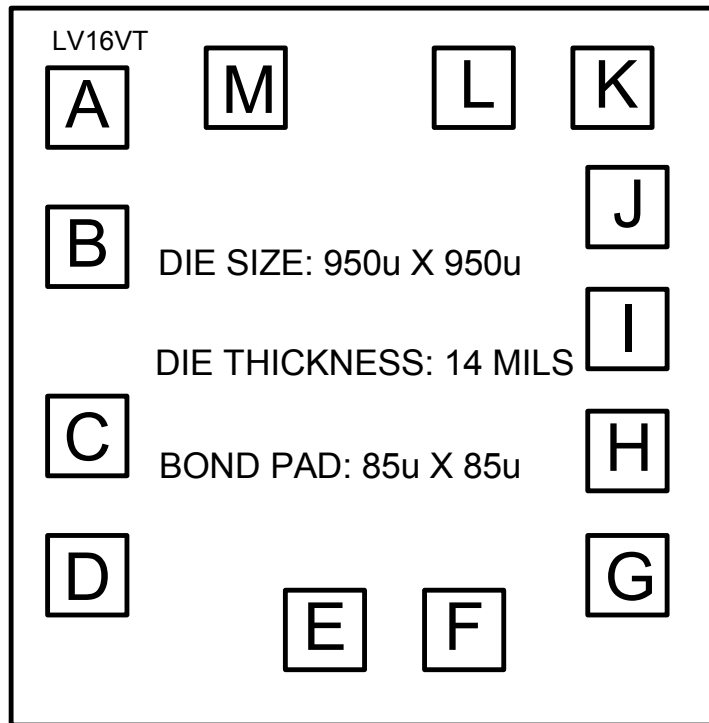 LV16VT
A
M
L
K
J
B
DIE SIZE: 950u X 950u
I
DIE THICKNESS: 14 MILS
C
H
BOND PAD: 85u X 85u
D
G
E
F